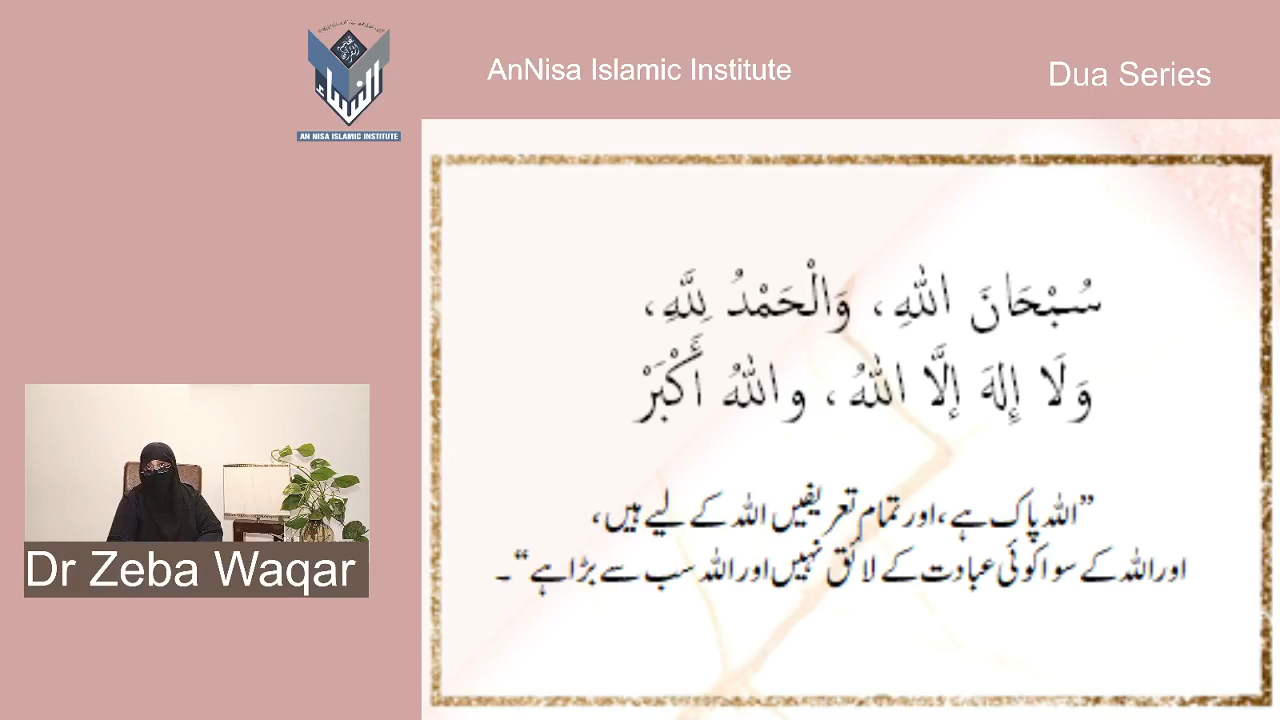 AN NISA ISLAMIC INSTITUTE
AnNisa Islamic Institute
Dua Series
سُبْحَانَ اللهِ، وَالْحَمْدُ لِلَّهِ،
وَلَا إِلهَ إِلَّا اللهُ، واللهُ أَكْبَرْ
”اللہ پاک ہے، اور تمام تعریفیں اللہ کے لیے ہیں،
اور اللہ کے سوا کوئی عبادت کے لائق نہیں اور اللہ سب سے بڑا ہے“۔
Dr Zeba Waqar